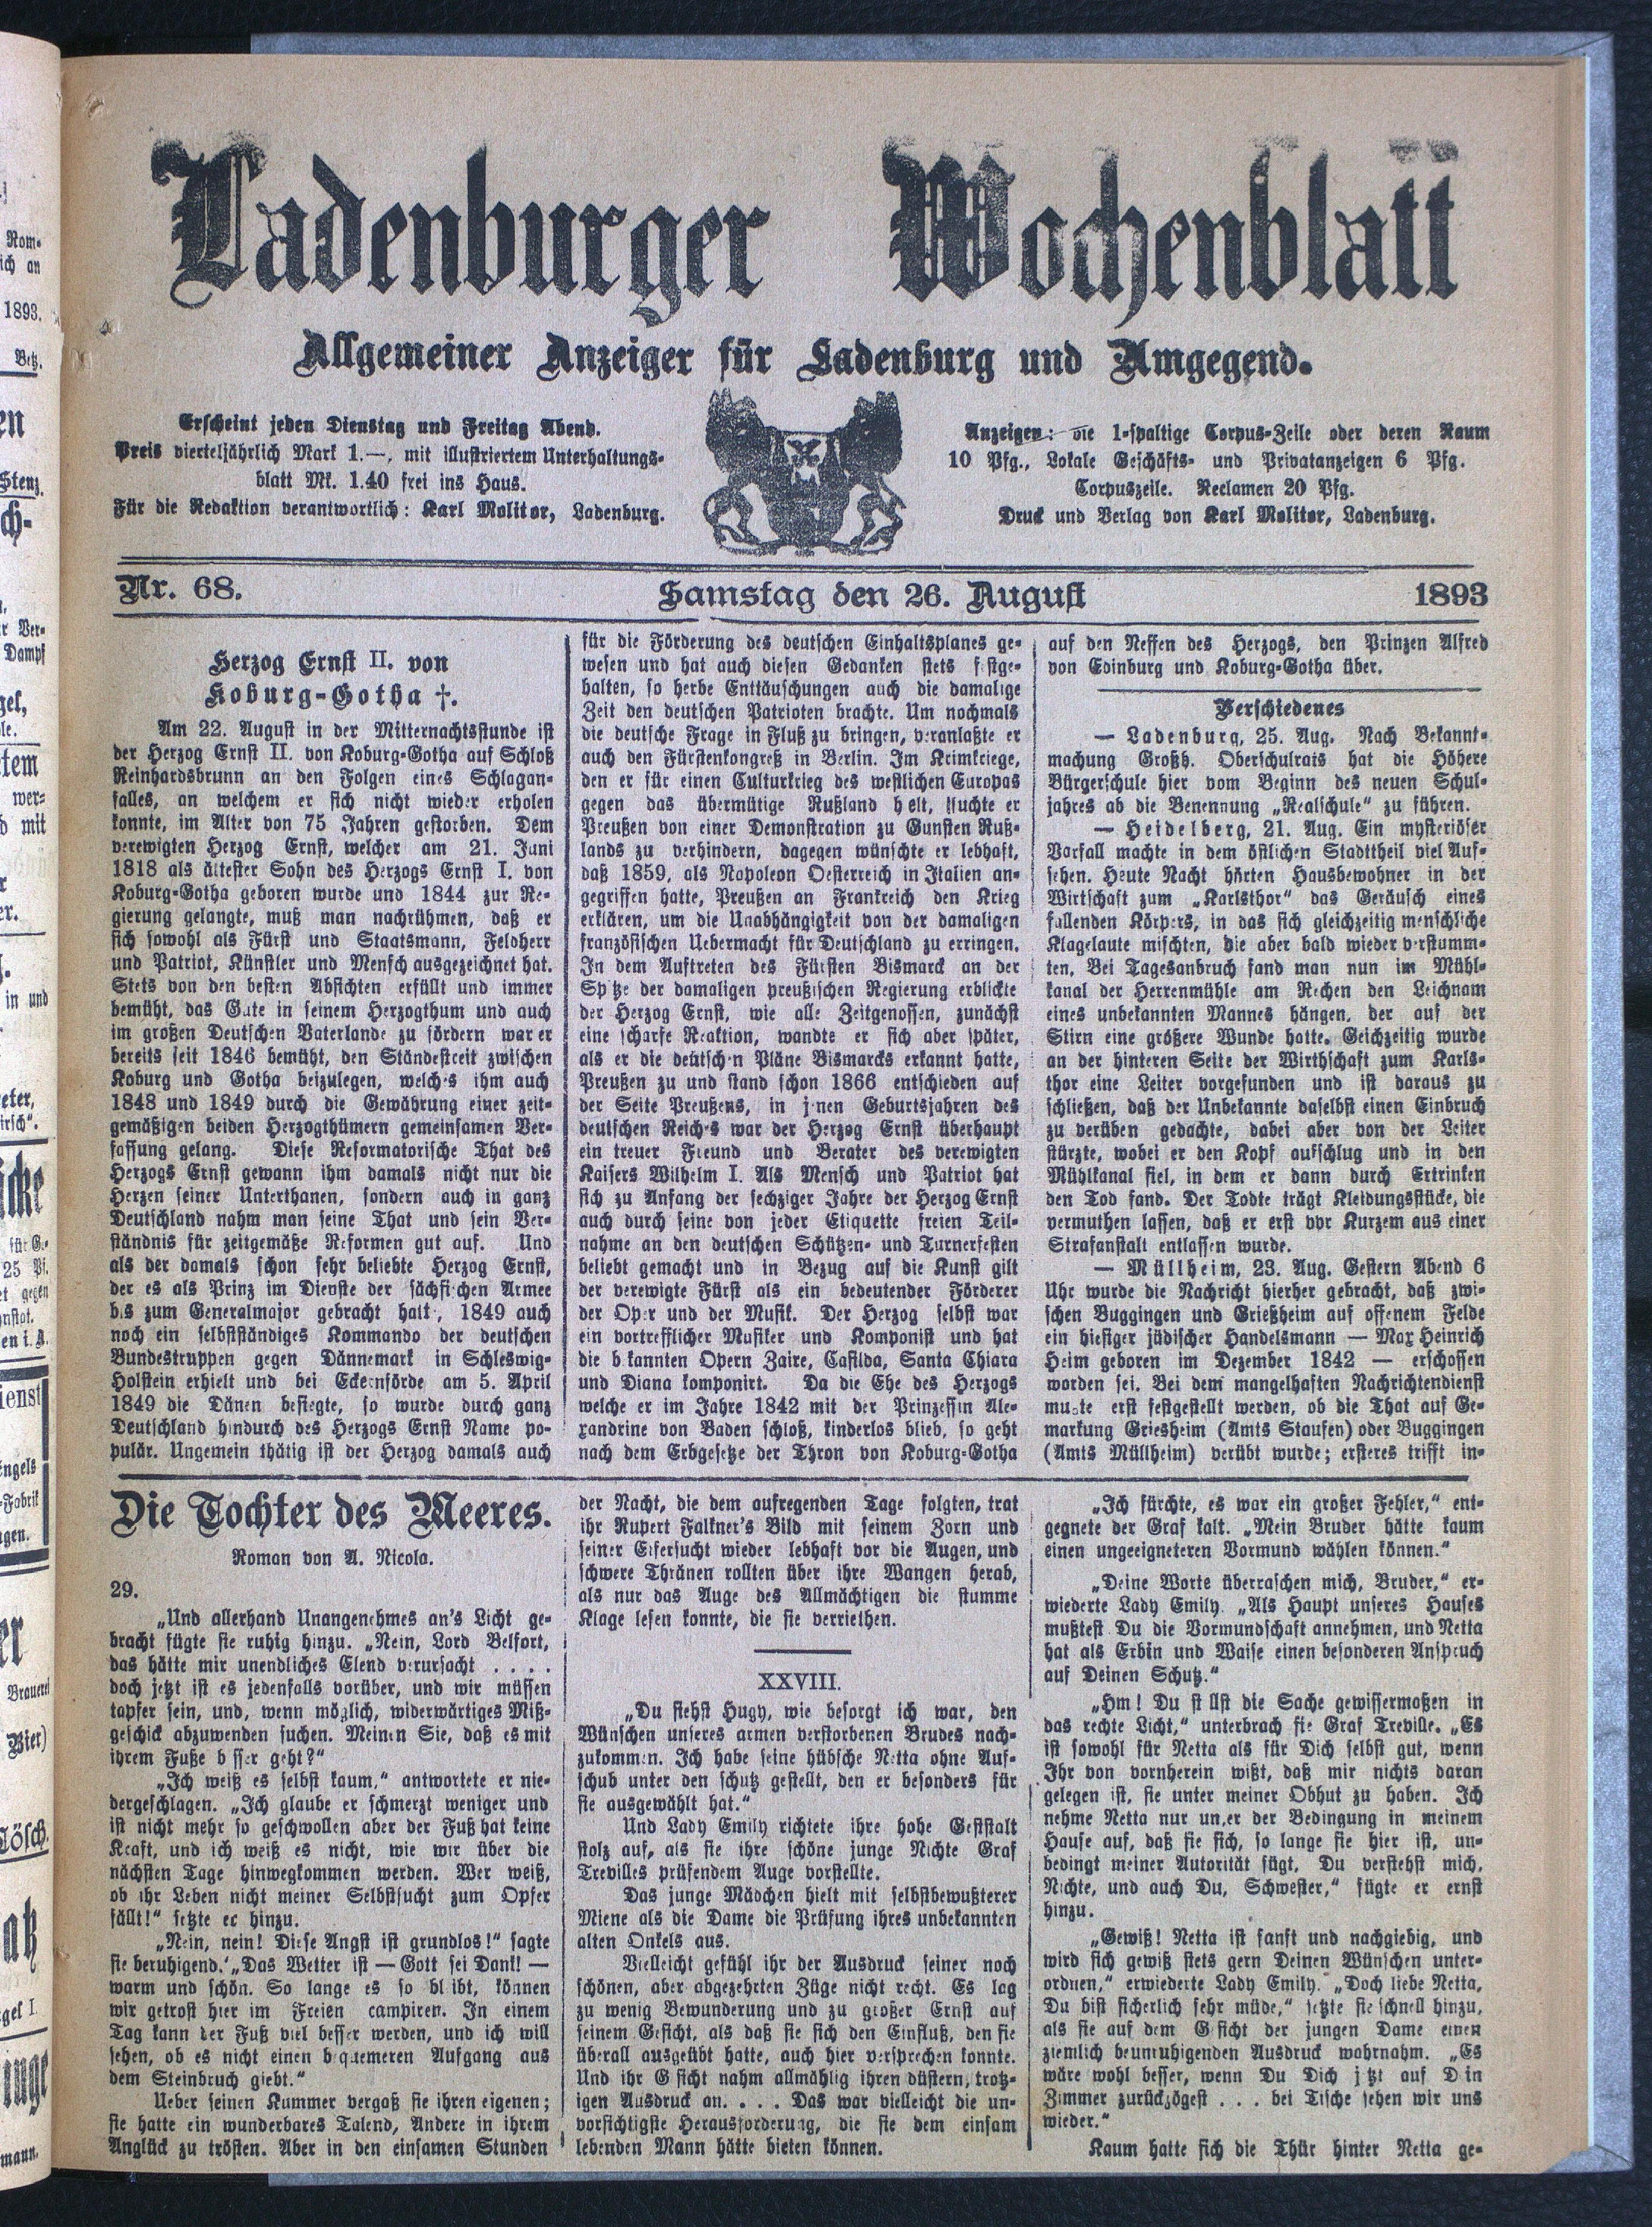 Ladenburger Wochenblatt
Allgemeiner Anzeiger für Ladenburg und Umgegend.
Erscheint jeden Dienstag und Freitag Abend.
Preis vierteljährlich Mark 1.—, mit illustriertem Unterhaltungs-
blatt Mk. 1.40 frei ins Haus.
Für die Redaktion verantwortlich: Karl Molitor, Ladenburg.
Anzeigen: die 1-spaltige Corpus-Zeile oder deren Raum
10 Pfg., Lokale Geschäfts- und Privatanzeigen 6 Pfg.
Corpuszeile. Reclamen 20 Pfg.
Druck und Verlag von Karl Molitor, Ladenburg.
Nr. 68. Samstag den 26. August 1893
Herzog Ernst II. von
Koburg-Gotha †.
Am 22. August in der Mitternachtsstunde ist
der Herzog Ernst II. von Koburg-Gotha auf Schloß
Reinhardsbrunn an den Folgen eines Schlagan-
falles, an welchem er sich nicht wieder erholen
konnte, im Alter von 75 Jahren gestorben. Dem
verewigten Herzog Ernst, welcher am 21. Juni
1818 als ältester Sohn des Herzogs Ernst I. von
Koburg-Gotha geboren wurde und 1844 zur Re-
gierung gelangte, muß man nachrühmen, daß er
sich sowohl als Fürst und Staatsmann, Feldherr
und Patriot, Künstler und Mensch ausgezeichnet hat.
Stets von den besten Absichten erfüllt und immer
bemüht, das Gute in seinem Herzogthum und auch
im großen Deutschen Vaterlande zu fördern war er
bereits seit 1846 bemüht, den Ständestreit zwischen
Koburg und Gotha beizulegen, welch's ihm auch
1848 und 1849 durch die Gewährung einer zeit-
gemäßigen beiden Herzogthümern gemeinsamen Ver-
fassung gelang. Diese Reformatorische That des
Herzogs Ernst gewann ihm damals nicht nur die
Herzen seiner Unterthanen, sondern auch in ganz
Deutschland nahm man seine That und sein Ver-
ständnis für zeitgemäße Reformen gut auf. Und
als der damals schon sehr beliebte Herzog Ernst,
der es als Prinz im Dienste der sächsischen Armee
bis zum Generalmajor gebracht hatt, 1849 auch
noch ein selbstständiges Kommando der deutschen
Bundestruppen gegen Dännemark in Schleswig-
Holstein erhielt und bei Eckernförde am 5. April
1849 die Dänen besiegte, so wurde durch ganz
Deutschland hindurch des Herzogs Ernst Name po-
pulär. Ungemein thätig ist der Herzog damals auch
für die Förderung des deutschen Einhaltsplanes ge-
wesen und hat auch diesen Gedanken stets f.stge-
halten, so herbe Enttäuschungen auch die damalige
Zeit den deutschen Patrioten brachte. Um nochmals
die deutsche Frage in Fluß zu bringen, veranlaßte er
auch den Fürstenkongreß in Berlin. Im Krimkriege,
den er für einen Culturkrieg des westlichen Europas
gegen das übermütige Rußland h elt, suchte er
Preußen von einer Demonstration zu Gunsten Ruß-
lands zu verhindern, dagegen wünschte er lebhaft,
daß 1859, als Napoleon Oesterreich in Italien an-
gegriffen hatte, Preußen an Frankreich den Krieg
erklären, um die Unabhängigkeit von der damaligen
französischen Uebermacht für Deutschland zu erringen.
In dem Auftreten des Fürsten Bismarck an der
Spitze der damaligen preußischen Regierung erblickte
der Herzog Ernst, wie alle Zeitgenossen, zunächst
eine scharfe Reaktion, wandte er sich aber später,
als er die deutsch'n Pläne Bismarcks erkannt hatte,
Preußen zu und stand schon 1866 entschieden auf
der Seite Preußens, in jnen Geburtsjahren des
deutschen Reich's war der Herzog Ernst überhaupt
ein treuer Freund und Berater des verewigten
Kaisers Wilhelm I. Als Mensch und Patriot hat
sich zu Anfang der sechziger Jahre der Herzog Ernst
auch durch seine von jeder Etiquette freien Teil-
nahme an den deutschen Schützen- und Turnerfesten
beliebt gemacht und in Bezug auf die Kunst gilt
der verewigte Fürst als ein bedeutender Förderer
der Oper und der Musik. Der Herzog selbst war
ein vortrefflicher Musiker und Komponist und hat
die b kannten Opern Zaire, Casilda, Santa Chiara
und Diana komponirt. Da die Ehe des Herzogs
welche er im Jahre 1842 mit der Prinzessin Ale-
xandrine von Baden schloß, kinderlos blieb, so geht
nach dem Erbgesetze der Thron von Koburg-Gotha
auf den Neffen des Herzogs, den Prinzen Alfred
von Edinburg und Koburg-Gotha über.
Verschiedenes
— Ladenburg, 25. Aug. Nach Bekannt-
machung Großh. Oberschulrats hat die Höhere
Bürgerschule hier vom Beginn des neuen Schul-
jahres ab die Benennung „Realschule“ zu führen.
— Heidelberg, 21. Aug. Ein mysteriöser
Vorfall machte in dem östlichen Stadttheil viel Auf-
sehen. Heute Nacht hörten Hausbewohner in der
Wirtschaft zum „Karlsthor“ das Geräusch eines
fallenden Körpers, in das sich gleichzeitig menschliche
Klagelaute mischten, die aber bald wieder v.rstumm-
ten. Bei Tagesanbruch fand man nun im Mühl-
kanal der Herrenmühle am Rechen den Leichnam
eines unbekannten Mannes hängen, der auf der
Stirn eine größere Wunde hatte. Geichzeitig wurde
an der hinteren Seite der Wirthschaft zum Karls-
thor eine Leiter vorgefunden und ist daraus zu
schließen, daß der Unbekannte daselbst einen Einbruch
zu verüben gedachte, dabei aber von der Leiter
stürzte, wobei er den Kopf aufschlug und in den
Mühlkanal fiel, in dem er dann durch Ertrinken
den Tod fand. Der Todte trägt Kleidungsstücke, die
vermuthen lassen, daß er erst vor Kurzem aus einer
Strafanstalt entlassen wurde.
— Müllheim, 23. Aug. Gestern Abend 6
Uhr wurde die Nachricht hierher gebracht, daß zwi-
schen Buggingen und Grießheim auf offenem Felde
ein hiesiger jüdischer Handelsmann — Max Heinrich
Heim geboren im Dezember 1842 — erschossen
worden sei. Bei dem mangelhaften Nachrichtendienst
mußte erst festgestellt werden, ob die That auf Ge-
markung Griesheim (Amts Staufen) oder Buggingen
(Amts Müllheim) verübt wurde; ersteres trifft in-
Die Tochter des Meeres.
Roman von A. Nicola.
29.
„Und allerhand Unangenehmes an's Licht ge-
bracht fügte sie ruhig hinzu. „Nein, Lord Belfort,
das hätte mir unendliches Elend verursacht . . . .
doch jetzt ist es jedenfalls vorüber, und wir müssen
tapfer sein, und, wenn möglich, widerwärtiges Miß-
geschick abzuwenden suchen. Meinen Sie, daß es mit
ihrem Fuße b sser geht?“
„Ich weiß es selbst kaum,“ antwortete er nie-
dergeschlagen. „Ich glaube er schmerzt weniger und
ist nicht mehr so geschwollen aber der Fuß hat keine
Kraft, und ich weiß es nicht, wie wir über die
nächsten Tage hinwegkommen werden. Wer weiß,
ob ihr Leben nicht meiner Selbstsucht zum Opfer
fällt!“ setzte er hinzu.
„Nein, nein! Diese Angst ist grundlos!“ sagte
sie beruhigend. „Das Wetter ist — Gott sei Dank! —
warm und schön. So lange es so bl ibt, können
wir getrost hier im Freien campiren. In einem
Tag kann der Fuß viel besser werden, und ich will
sehen, ob es nicht einen b quemeren Aufgang aus
dem Steinbruch giebt.“
Ueber seinen Kummer vergaß sie ihren eigenen;
sie hatte ein wunderbares Talend, Andere in ihrem
Unglück zu trösten. Aber in den einsamen Stunden
der Nacht, die dem aufregenden Tage folgten, trat
ihr Rupert Falkner's Bild mit seinem Zorn und
seiner Eifersucht wieder lebhaft vor die Augen, und
schwere Thränen rollten über ihre Wangen herab,
als nur das Auge des Allmächtigen die stumme
Klage lesen konnte, die sie verriethen.
XXVIII.
„Du siehst Hugy, wie besorgt ich war, den
Wünschen unseres armen verstorbenen Brudes nach-
zukommen. Ich habe seine hübsche Netta ohne Auf-
schub unter den schutz gestellt, den er besonders für
sie ausgewählt hat.“
Und Lady Emily richtete ihre hohe Geststalt
stolz auf, als sie ihre schöne junge Nichte Graf
Trevilles prüfendem Auge vorstellte.
Das junge Mädchen hielt mit selbstbewußterer
Miene als die Dame die Prüfung ihres unbekannten
alten Onkels aus.
Vielleicht gefühl ihr der Ausdruck seiner noch
schönen, aber abgezehrten Züge nicht recht. Es lag
zu wenig Bewunderung und zu großer Ernst auf
seinem Gesicht, als daß sie sich den Einfluß, den sie
überall ausgeübt hatte, auch hier versprechen konnte.
Und ihr G sicht nahm allmählig ihren düstern, trotz-
igen Ausdruck an. . . . Das war vielleicht die un-
vorsichtigste Herausforderung, die sie dem einsam
lebenden Mann hätte bieten können.
„Ich fürchte, es war ein großer Fehler,“ ent-
gegnete der Graf kalt. „Mein Bruder hätte kaum
einen ungeeigneteren Vormund wählen können.“
„Deine Worte überraschen mich, Bruder,“ er-
wiederte Lady Emily. „Als Haupt unseres Hauses
mußtest Du die Vormundschaft annehmen, und Netta
hat als Erbin und Waise einen besonderen Anspruch
auf Deinen Schutz.“
„Hm! Du st llst die Sache gewissermaßen in
das rechte Licht,“ unterbrach sie Graf Treville. „Es
ist sowohl für Netta als für Dich selbst gut, wenn
Ihr von vornherein wißt, daß mir nichts daran
gelegen ist, sie unter meiner Obhut zu haben. Ich
nehme Netta nur un.er der Bedingung in meinem
Hause auf, daß sie sich, so lange sie hier ist, un-
bedingt meiner Autorität fügt. Du verstehst mich,
Nichte, und auch Du, Schwester,“ fügte er ernst
hinzu.
„Gewiß! Netta ist sanft und nachgiebig, und
wird sich gewiß stets gern Deinen Wünschen unter-
ordnen,“ erwiederte Lady Emily. „Doch liebe Netta,
Du bist sicherlich sehr müde,“ setzte sie schnell hinzu,
als sie auf dem G sicht der jungen Dame einen
ziemlich beunruhigenden Ausdruck wahrnahm. „Es
wäre wohl besser, wenn Du Dich j tzt auf D in
Zimmer zurückzögest . . . bei Tische sehen wir uns
wieder.“
Kaum hatte sich die Thür hinter Netta ge-